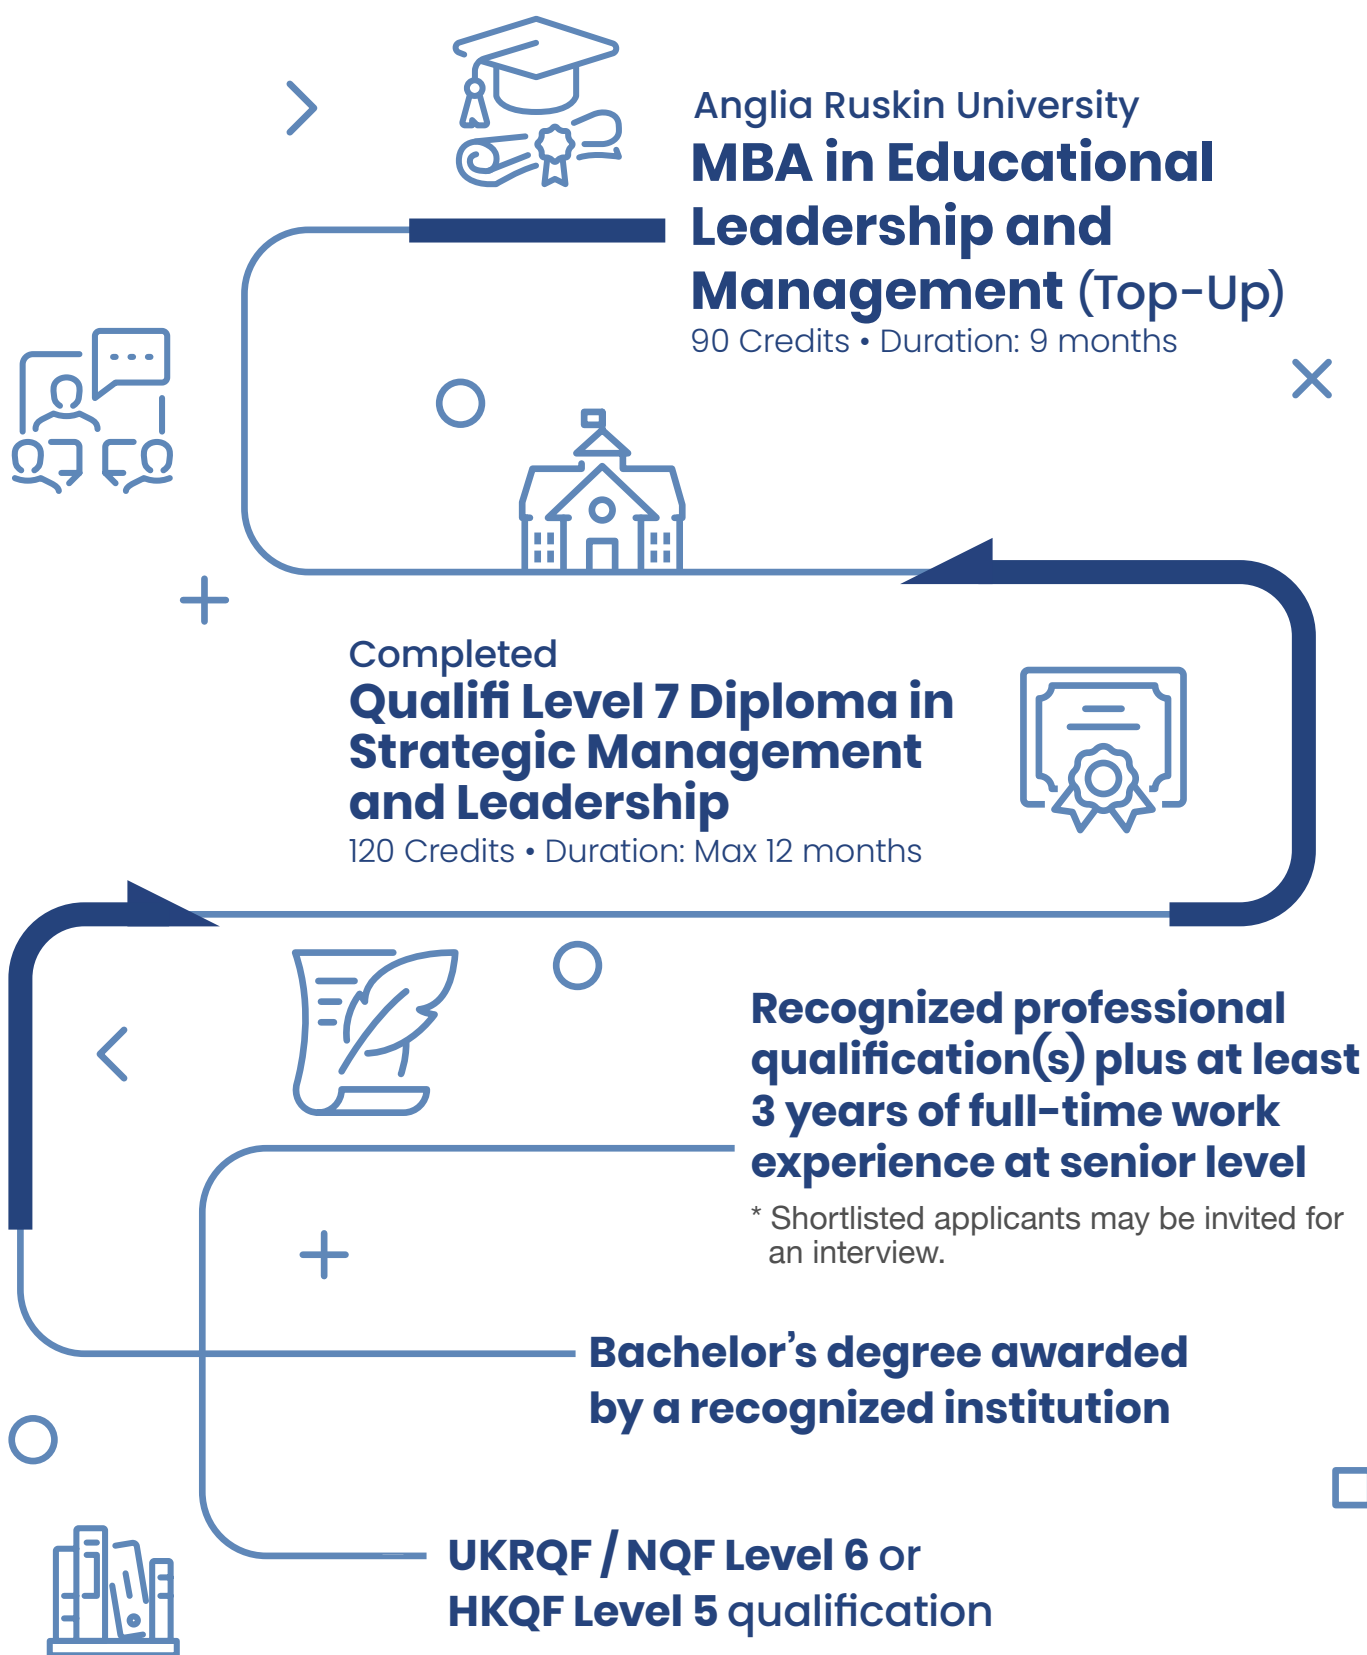 Anglia Ruskin University
MBA in Educational
Leadership and
Management (Top-Up)
90 Credits • Duration: 9 months
Completed
Qualifi Level 7 Diploma in
Strategic Management
and Leadership
120 Credits • Duration: Max 12 months
Recognized professional
qualification(s) plus at least
3 years of full-time work
experience at senior level
* Shortlisted applicants may be invited for
an interview.
Bachelor’s degree awarded
by a recognized institution
UKRQF / NQF Level 6 or
HKQF Level 5 qualification